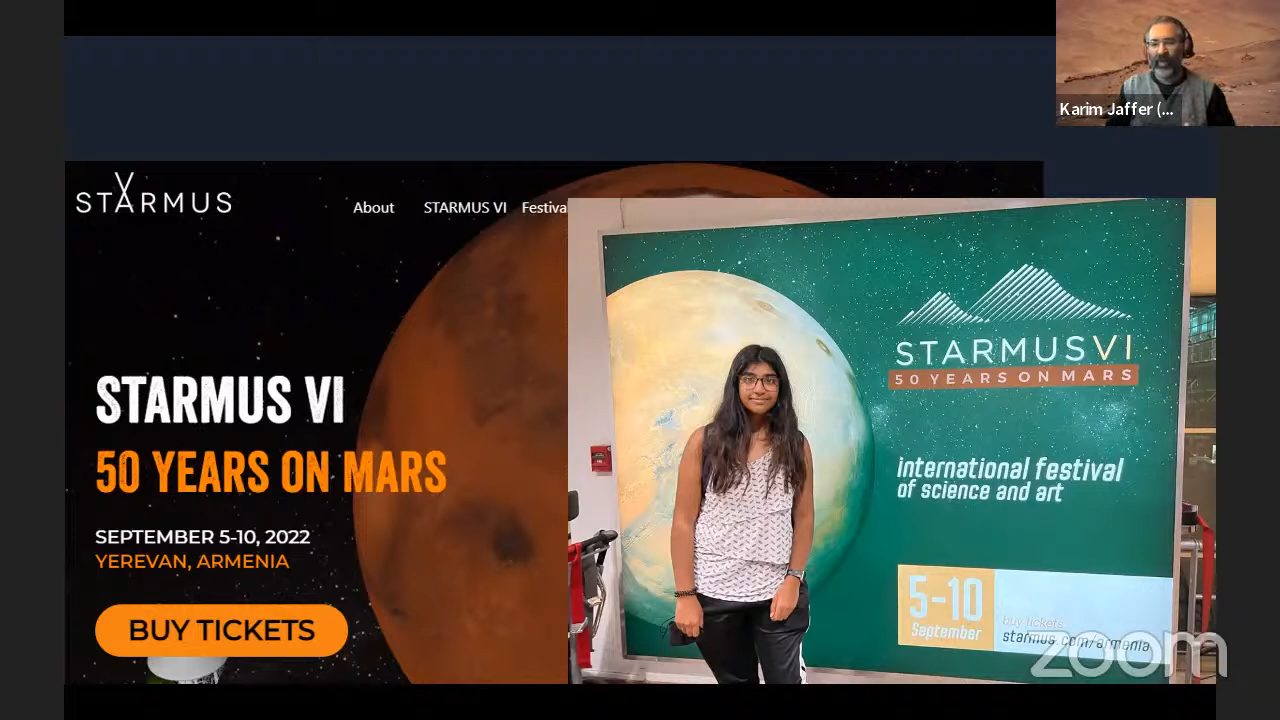 Karim Jaffer (...
STARMUS
About STARMUS VI Festiva
STARMUS VI
50 YEARS ON MARS
SEPTEMBER 5-10, 2022
YEREVAN, ARMENIA
BUY TICKETS
STARMUS VI
50 YEARS ON MARS
international festival
of science and art
5-10
September
buy tickets
starmus.com/armenia
zoom